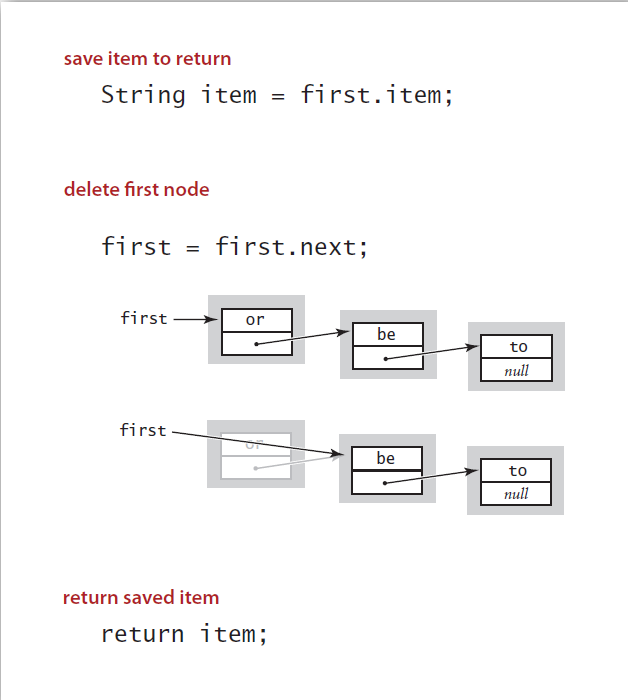 save item to return
String item = first.item;
delete first node
first = first.next;
first
or
be
to
null
first
or
be
to
null
return saved item
return item;